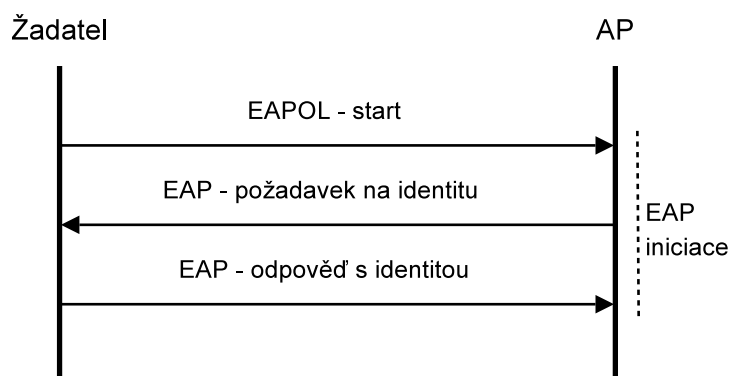 Žadatel
AP
EAPOL - start
EAP - požadavek na identitu
EAP - odpověď s identitou
EAP
iniciace